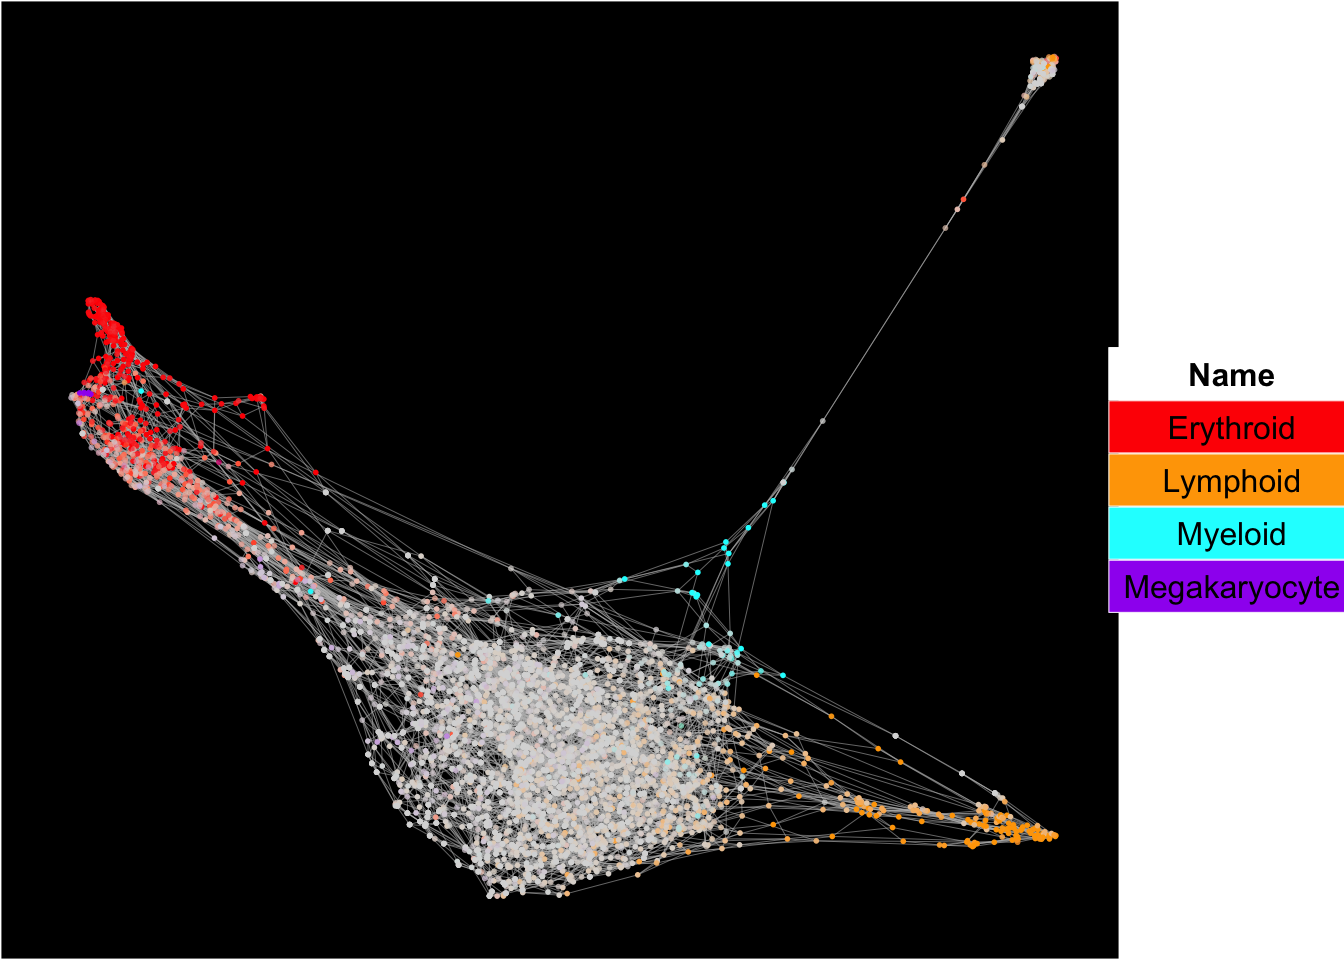 Name
Erythroid
Lymphoid
Myeloid
Megakaryocyte